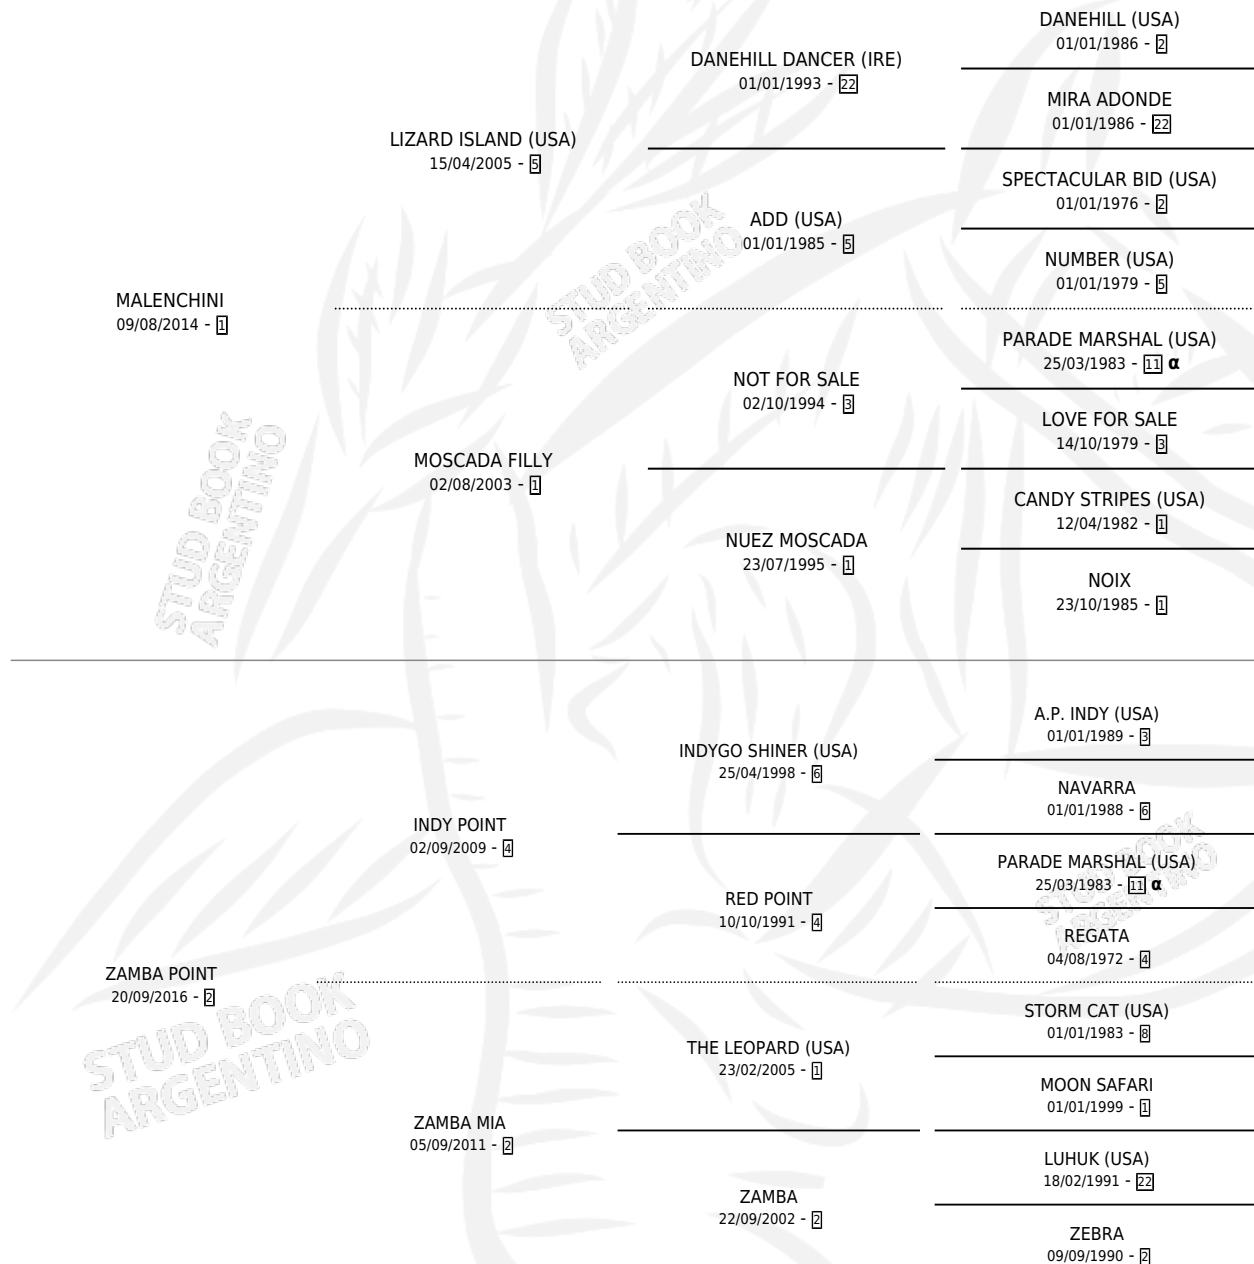 DANEHILL (USA)
01/01/1986 - 2
DANEHILL DANCER (IRE)
01/01/1993 - 22
MIRA ADONDE
01/01/1986 - 22
LIZARD ISLAND (USA)
15/04/2005 - 5
SPECTACULAR BID (USA)
01/01/1976 - 2
ADD (USA)
01/01/1985 - 5
NUMBER (USA)
01/01/1979 - 5
MALENCHINI
09/08/2014 - 1
PARADE MARSHAL (USA)
25/03/1983 - 11 α
NOT FOR SALE
02/10/1994 - 3
LOVE FOR SALE
14/10/1979 - 3
MOSCADA FILLY
02/08/2003 - 1
CANDY STRIPES (USA)
12/04/1982 - 1
NUEZ MOSCADA
23/07/1995 - 1
NOIX
23/10/1985 - 1
A.P. INDY (USA)
01/01/1989 - 3
INDYGO SHINER (USA)
25/04/1998 - 6
NAVARRA
01/01/1988 - 6
INDY POINT
02/09/2009 - 4
PARADE MARSHAL (USA)
25/03/1983 - 11 α
RED POINT
10/10/1991 - 4
REGATA
04/08/1972 - 4
ZAMBA POINT
20/09/2016 - 2
STORM CAT (USA)
01/01/1983 - 8
THE LEOPARD (USA)
23/02/2005 - 1
MOON SAFARI
01/01/1999 - 1
ZAMBA MIA
05/09/2011 - 2
LUHUK (USA)
18/02/1991 - 22
ZAMBA
22/09/2002 - 2
ZEBRA
09/09/1990 - 2
STUD BOOK
ARGENTINO
STUD BOOK
ARGENTINO
STUD BOOK
ARGENTINO
STUD BOOK
ARGENTINO